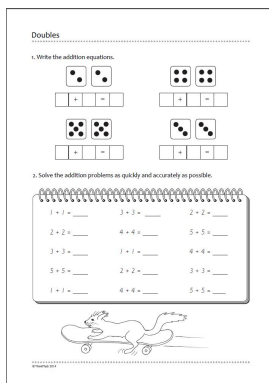 Doubles
1. Write the addition equations.
+ = + =
+ = + =
2. Solve the addition problems as quickly and accurately as possible.
1 + 1 = ____ 3 + 3 = ____ 2 + 2 = ____
2 + 2 = ____ 4 + 4 = ____ 5 + 5 = ____
3 + 3 = ____ 1 + 1 = ____ 4 + 4 = ____
5 + 5 = ____ 2 + 2 = ____ 3 + 3 = ____
1 + 1 = ____ 4 + 4 = ____ 5 + 5 = ____